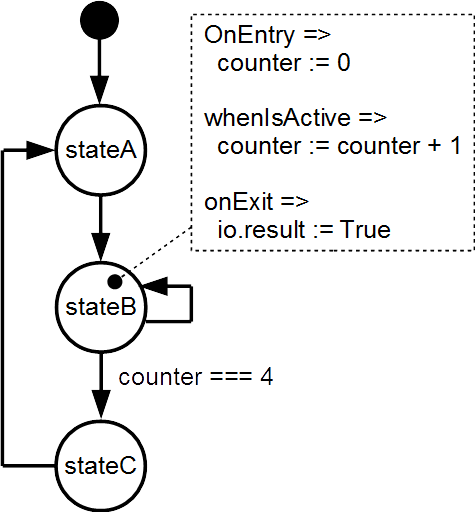 OnEntry =>
counter := 0
whenIsActive =>
counter := counter + 1
onExit =>
io.result := True
stateA
stateB
counter === 4
stateC